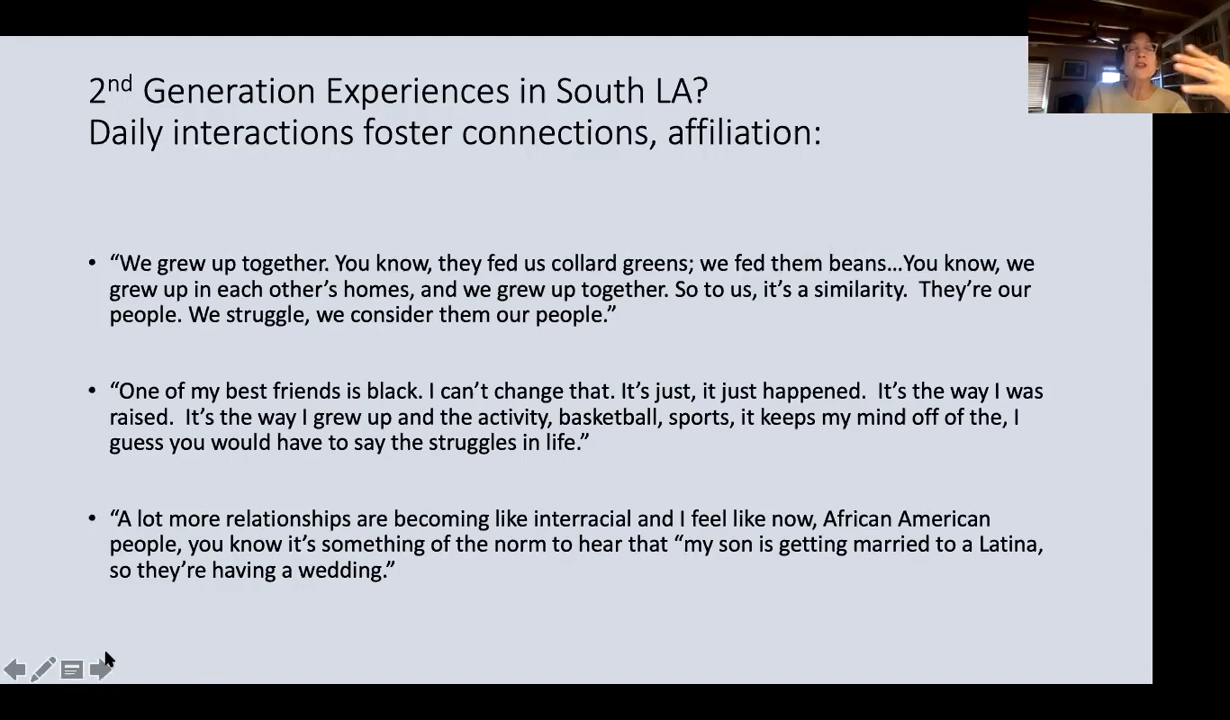 2nd Generation Experiences in South LA?
Daily interactions foster connections, affiliation:
• “We grew up together. You know, they fed us collard greens; we fed them beans…You know, we
grew up in each other’s homes, and we grew up together. So to us, it’s a similarity.  They’re our
people. We struggle, we consider them our people.”
• “One of my best friends is black. I can’t change that. It’s just, it just happened.  It’s the way I was
raised.  It’s the way I grew up and the activity, basketball, sports, it keeps my mind off of the, I
guess you would have to say the struggles in life.”
• “A lot more relationships are becoming like interracial and I feel like now, African American
people, you know it’s something of the norm to hear that “my son is getting married to a Latina,
so they’re having a wedding.”